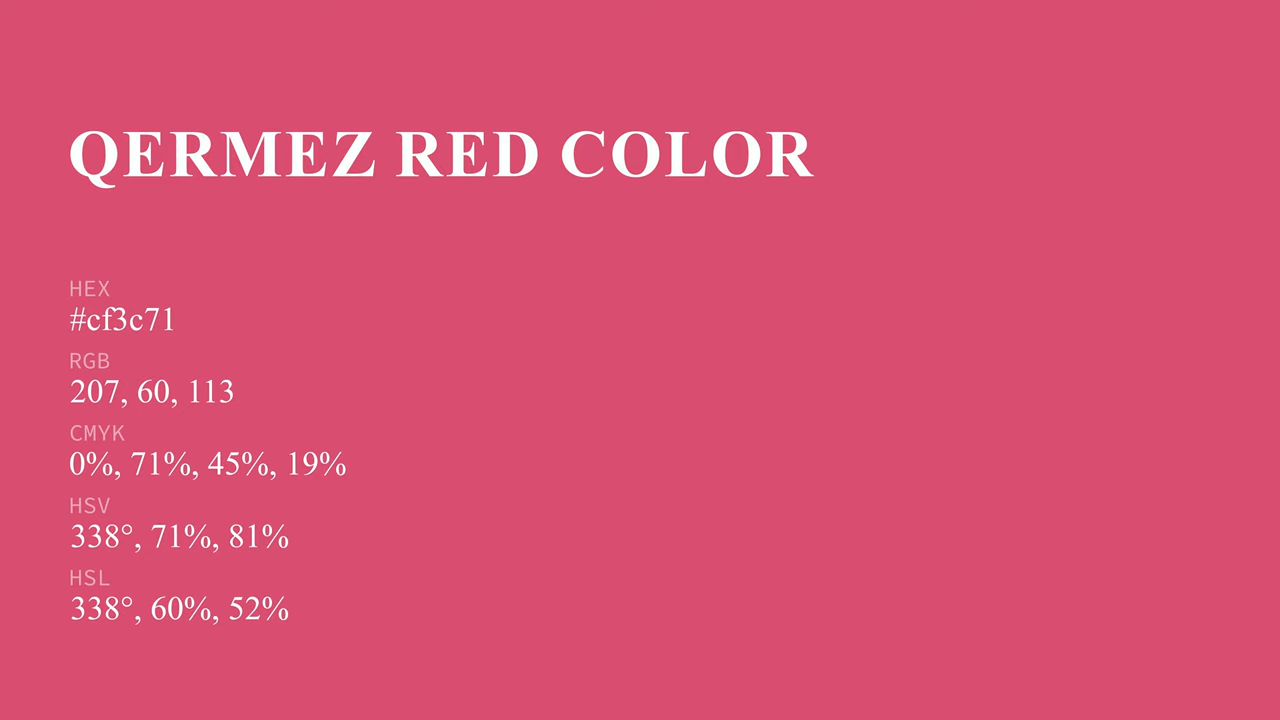 QERMEZ RED COLOR
HEX
#cf3c71
RGB
207, 60, 113
CMYK
0%, 71%, 45%, 19%
HSV
338°, 71%, 81%
HSL
338°, 60%, 52%